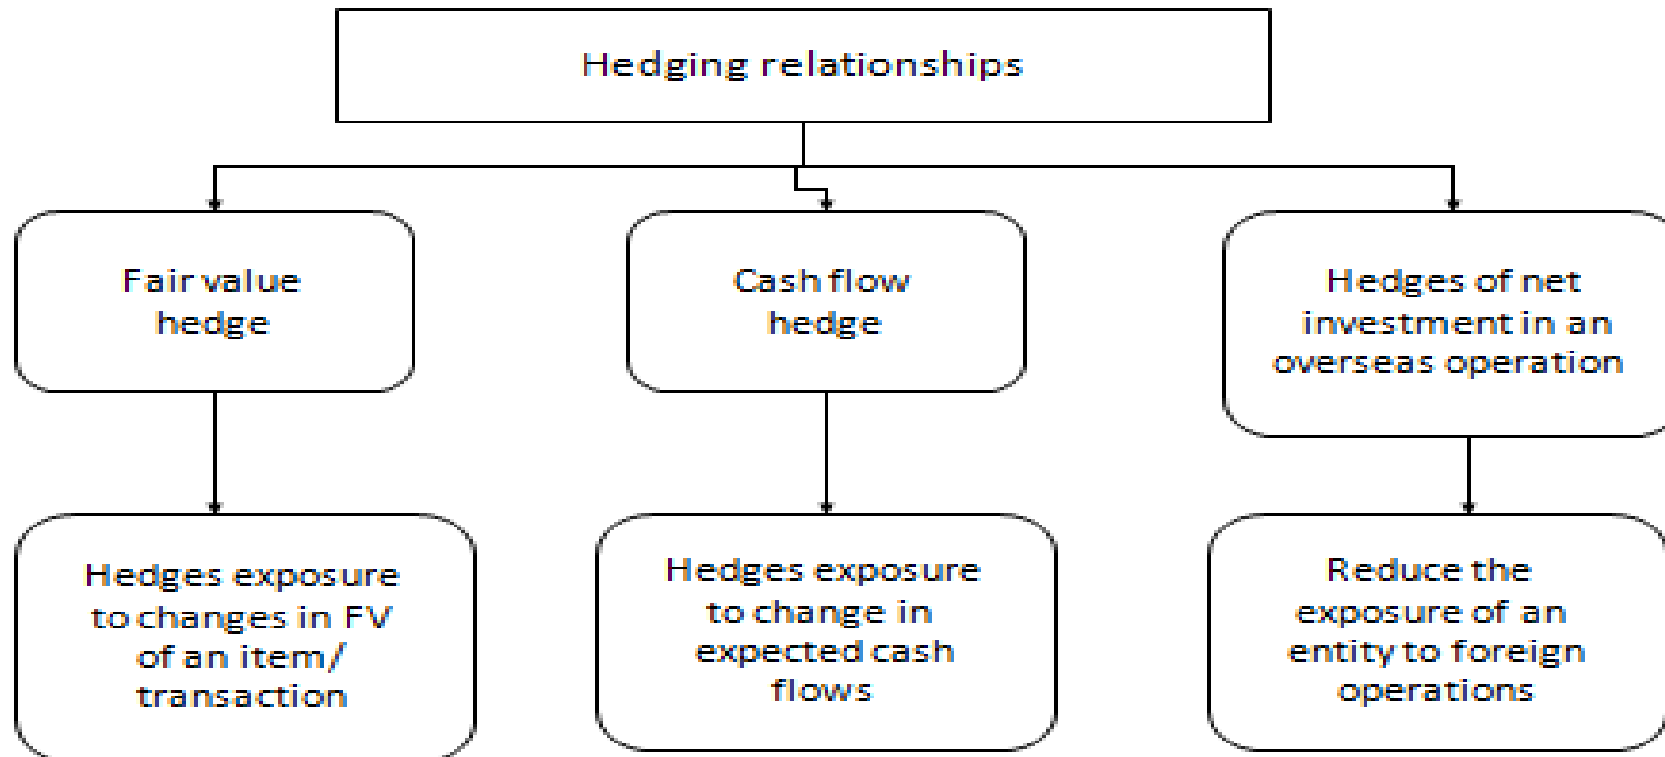 Hedging relationships
Fair value
hedge
Cash flow
hedge
Hedges of net
investment in an
overseas operation
Hedges exposure
to changes in FV
of an item/
transaction
Hedges exposure
to change in
expected cash
flows
Reduce the
exposure of an
entity to foreign
operations